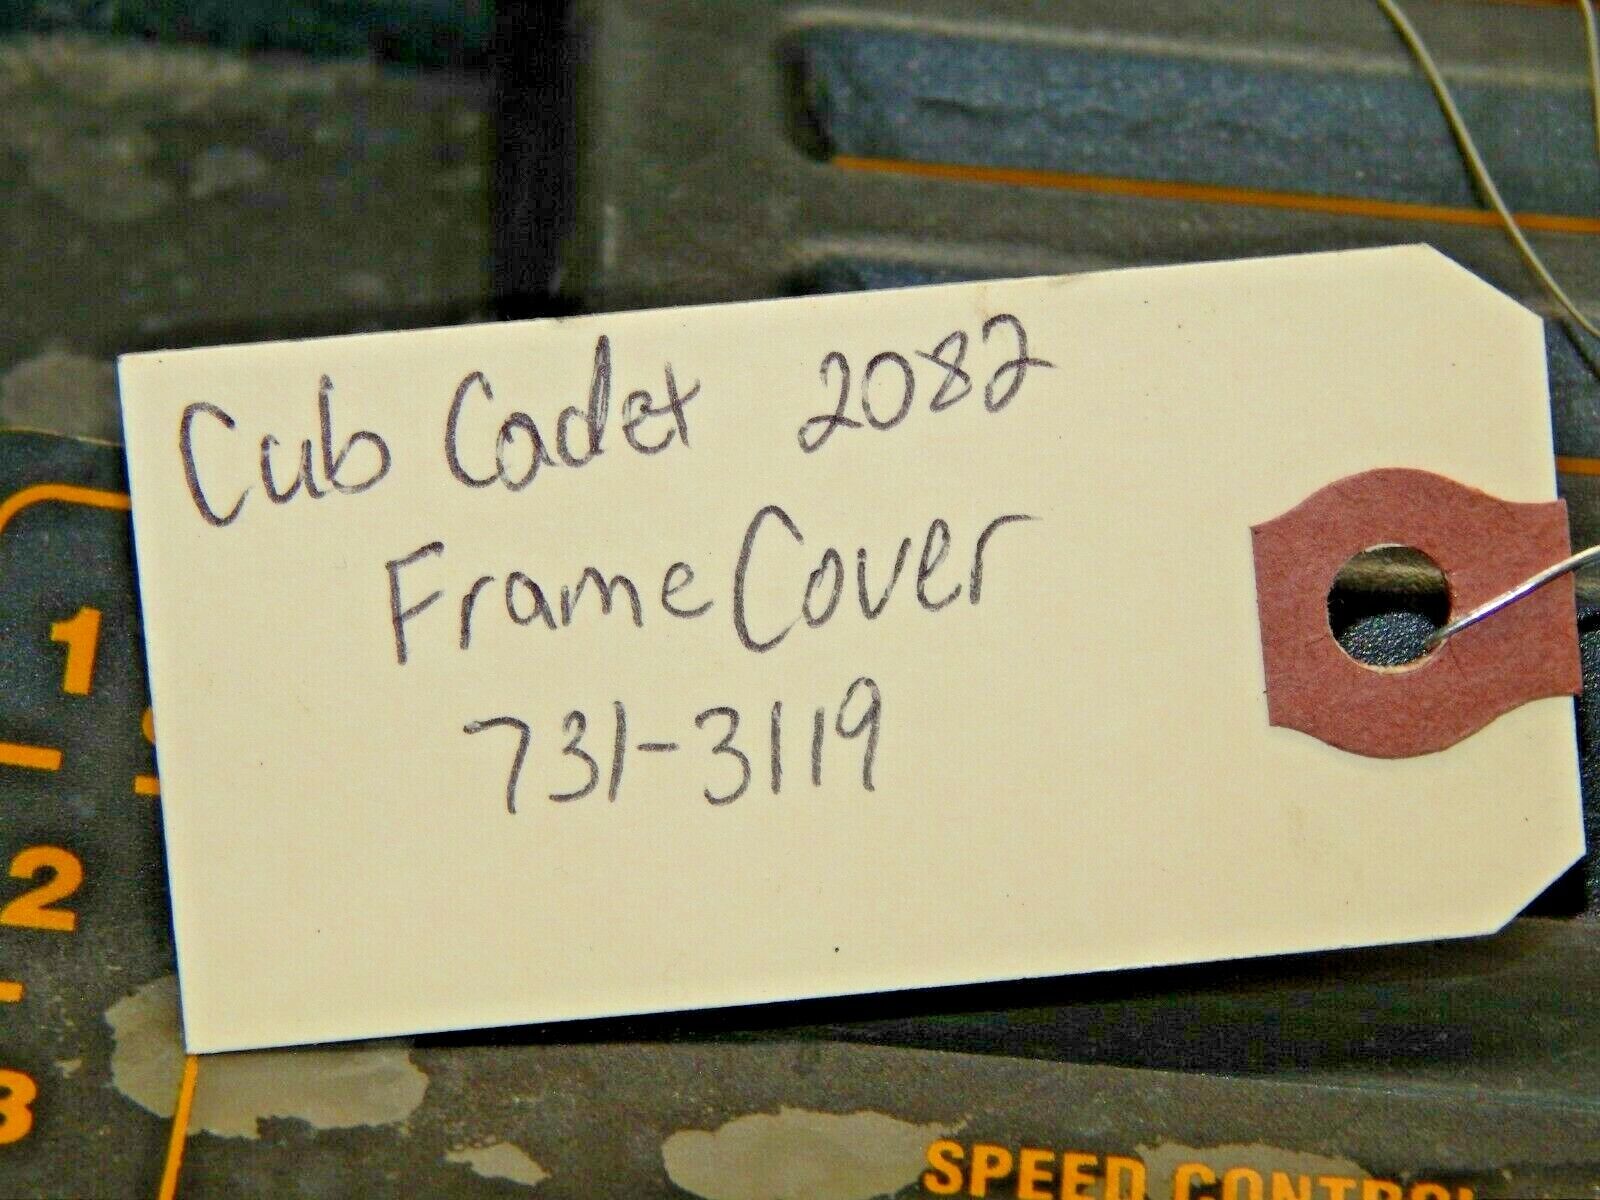 Cub Cadet 2082
Frame Cover
731-3119
1
2
3
SPEED CONTROL